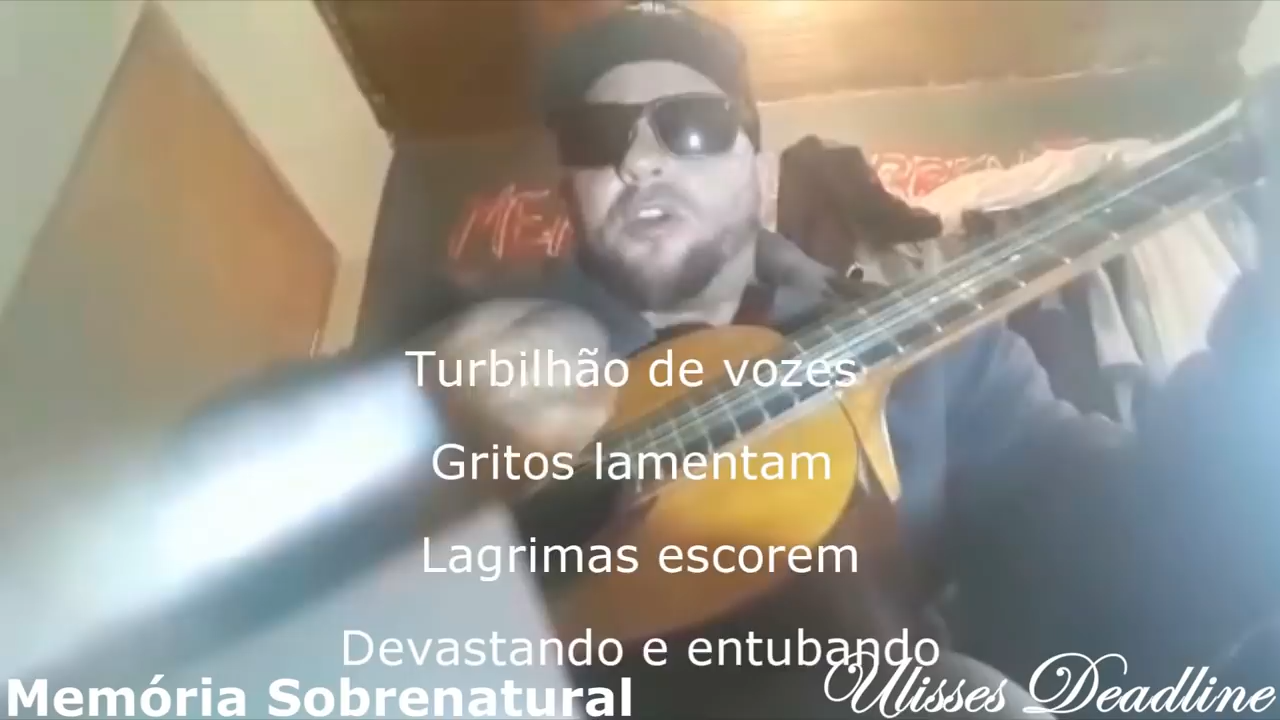 Turbilhão de vozes
Gritos lamentam
Lagrimas escorem
Devastando e entubando
Memória Sobrenatural
Ulisses Deadline